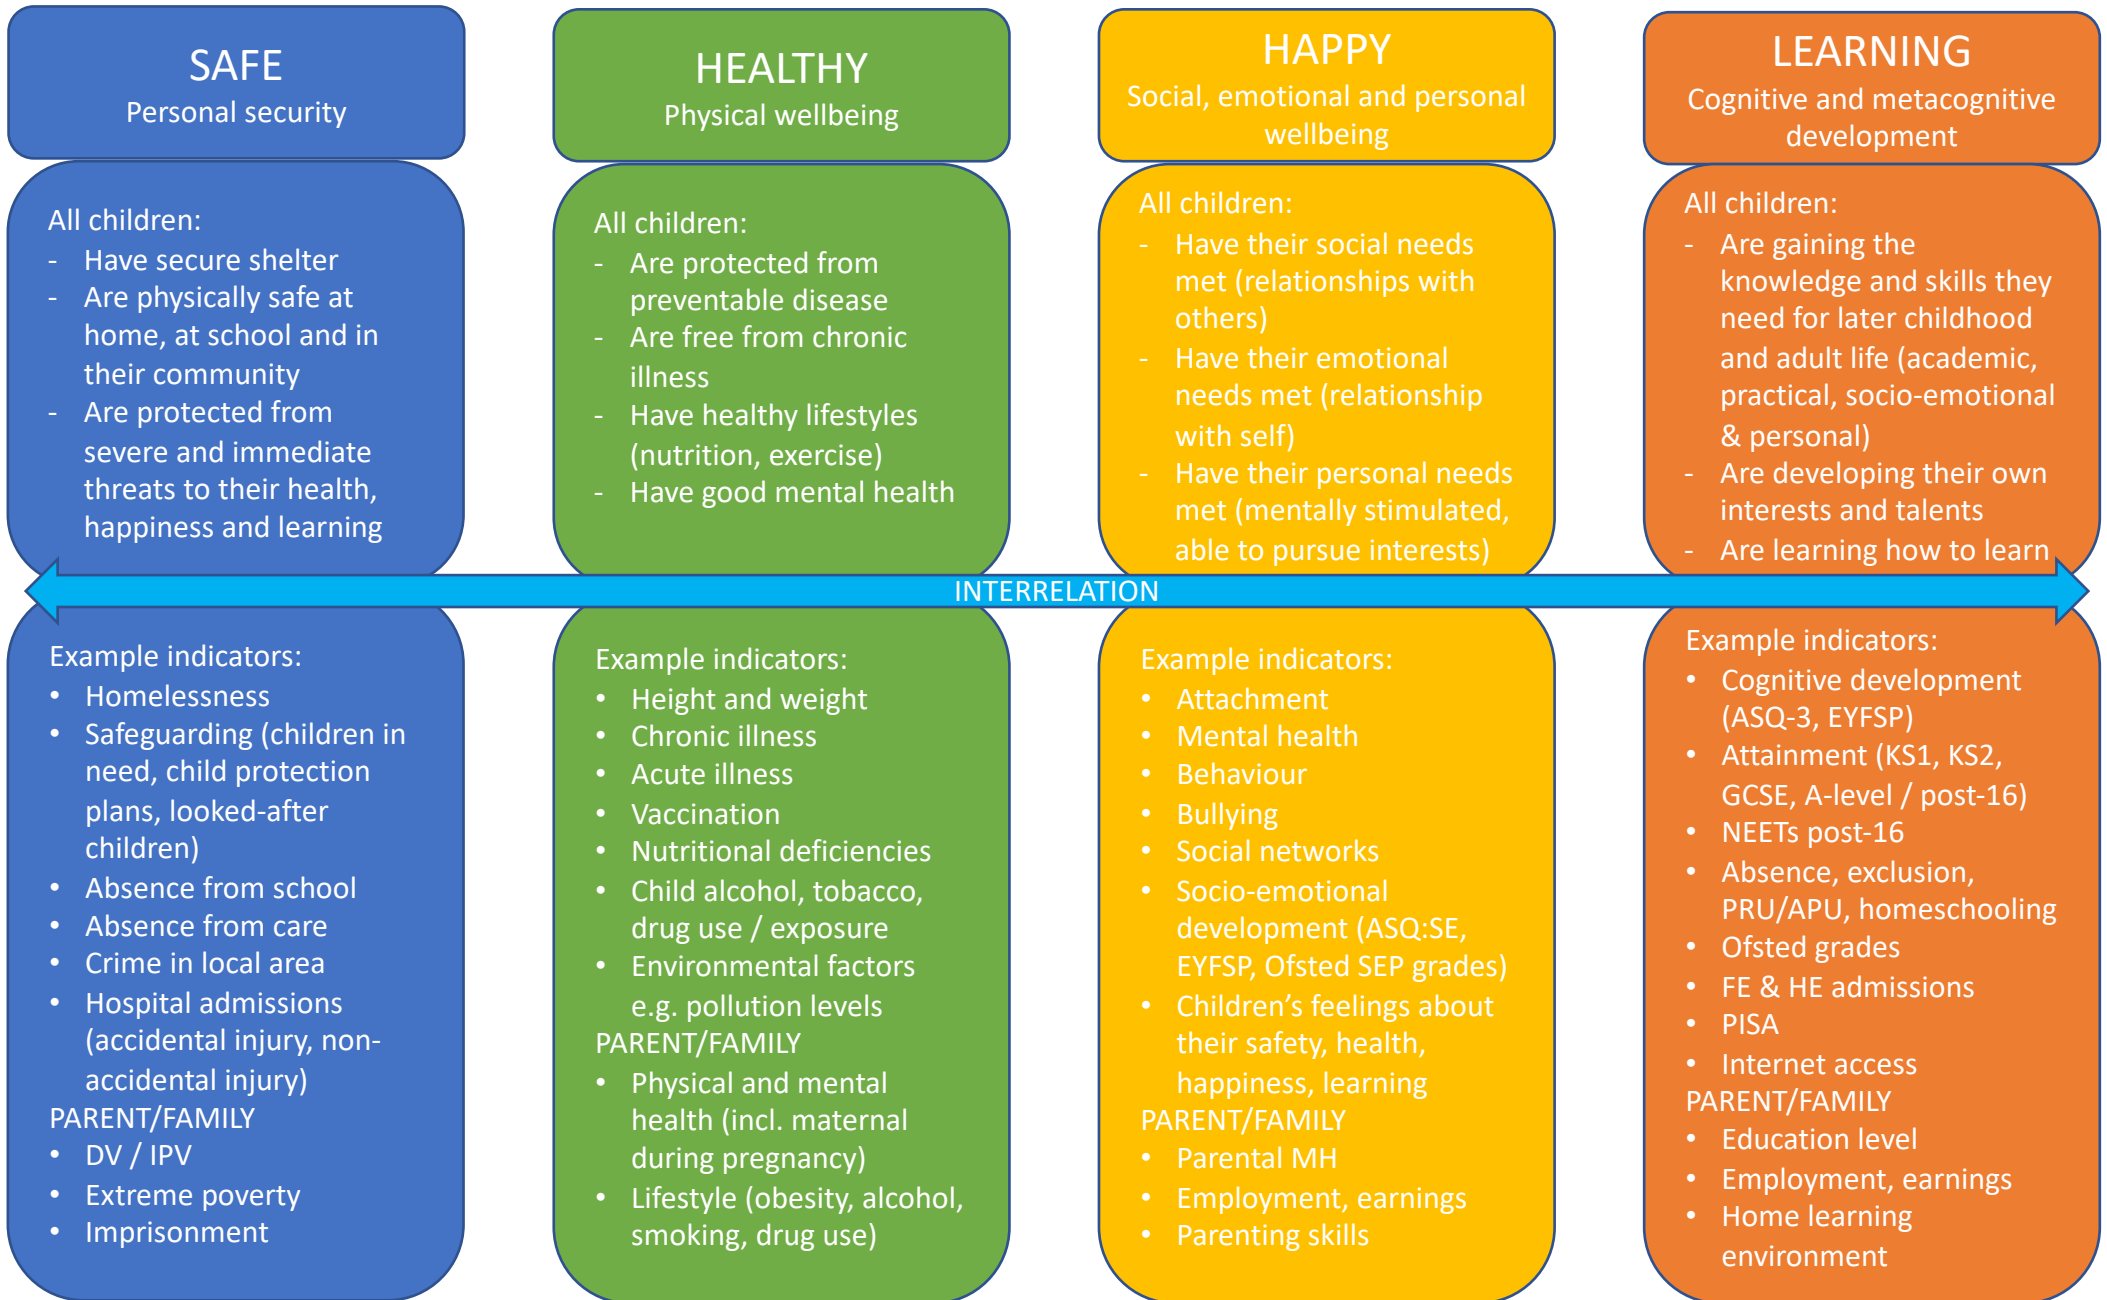 SAFE
Personal security
All children:
- Have secure shelter
- Are physically safe at
home, at school and in
their community
- Are protected from
severe and immediate
threats to their health,
happiness and learning
HEALTHY
Physical wellbeing
All children:
- Are protected from
preventable disease
- Are free from chronic
illness
- Have healthy lifestyles
(nutrition, exercise)
- Have good mental health
HAPPY
Social, emotional and personal
wellbeing
All children:
- Have their social needs
met (relationships with
others)
- Have their emotional
needs met (relationship
with self)
- Have their personal needs
met (mentally stimulated,
able to pursue interests)
LEARNING
Cognitive and metacognitive
development
All children:
- Are gaining the
knowledge and skills they
need for later childhood
and adult life (academic,
practical, socio-emotional
& personal)
- Are developing their own
interests and talents
- Are learning how to learn
INTERRELATION
Example indicators:
• Homelessness
• Safeguarding (children in
need, child protection
plans, looked-after
children)
• Absence from school
• Absence from care
• Crime in local area
• Hospital admissions
(accidental injury, non-
accidental injury)
PARENT/FAMILY
• DV / IPV
• Extreme poverty
• Imprisonment
Example indicators:
• Height and weight
• Chronic illness
• Acute illness
• Vaccination
• Nutritional deficiencies
• Child alcohol, tobacco,
drug use / exposure
• Environmental factors
e.g. pollution levels
PARENT/FAMILY
• Physical and mental
health (incl. maternal
during pregnancy)
• Lifestyle (obesity, alcohol,
smoking, drug use)
Example indicators:
• Attachment
• Mental health
• Behaviour
• Bullying
• Social networks
• Socio-emotional
development (ASQ:SE,
EYFSP, Ofsted SEP grades)
• Children’s feelings about
their safety, health,
happiness, learning
PARENT/FAMILY
• Parental MH
• Employment, earnings
• Parenting skills
Example indicators:
• Cognitive development
(ASQ-3, EYFSP)
• Attainment (KS1, KS2,
GCSE, A-level / post-16)
• NEETs post-16
• Absence, exclusion,
PRU/APU, homeschooling
• Ofsted grades
• FE & HE admissions
• PISA
• Internet access
PARENT/FAMILY
• Education level
• Employment, earnings
• Home learning
environment